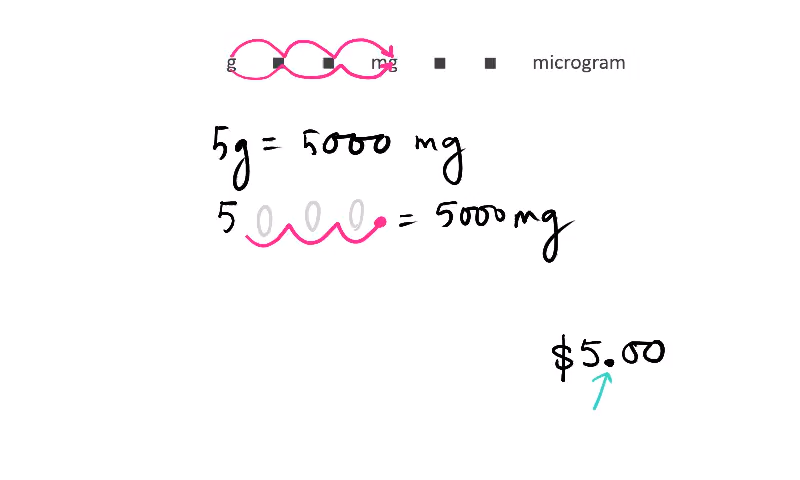 g ■ ■ mg ■ ■ microgram
5g = 5000 mg
5 0 0 0 = 5000mg
$5.00